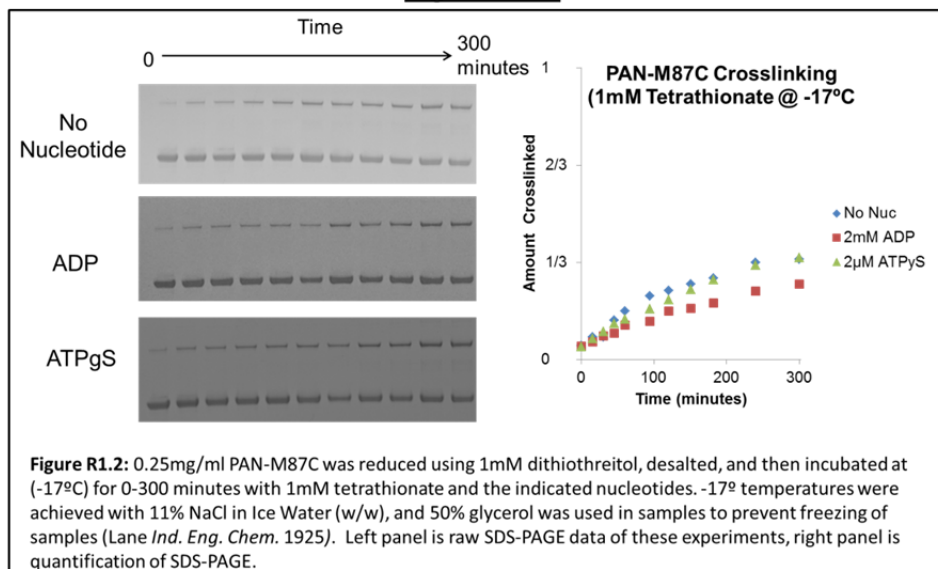 Time
0
300
minutes
No
Nucleotide
ADP
ATPgS
PAN-M87C Crosslinking
(1mM Tetrathionate @ -17ºC
Amount Crosslinked
1
2/3
1/3
0
0
100
200
300
Time (minutes)
No Nuc
2mM ADP
2µM ATPyS
Figure R1.2: 0.25mg/ml PAN-M87C was reduced using 1mM dithiothreitol, desalted, and then incubated at
(-17ºC) for 0-300 minutes with 1mM tetrathionate and the indicated nucleotides. -17º temperatures were
achieved with 11% NaCl in Ice Water (w/w), and 50% glycerol was used in samples to prevent freezing of
samples (Lane Ind. Eng. Chem. 1925). Left panel is raw SDS-PAGE data of these experiments, right panel is
quantification of SDS-PAGE.